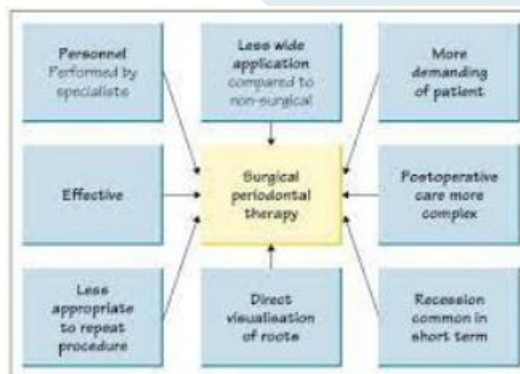 Personnel
Performed by
specialists
Less wide
application
compared to
non-surgical
More
demanding
of patient
Effective
Surgical
periodontal
therapy
Postoperative
care more
complex
Less
appropriate
to repeat
procedure
Direct
visualisation
of roots
Recession
common in
short term